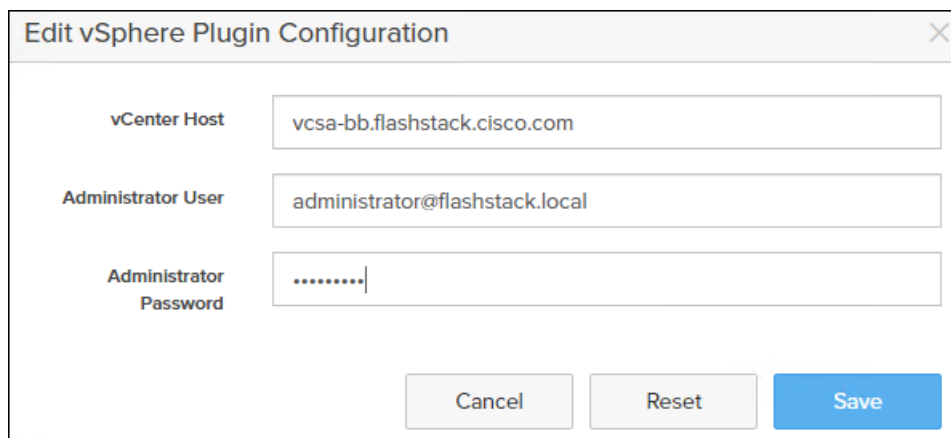 Edit vSphere Plugin Configuration
vCenter Host
vcsa-bb.flashstack.cisco.com
Administrator User
administrator@flashstack.local
Administrator
Password
•••••••••
Cancel
Reset
Save